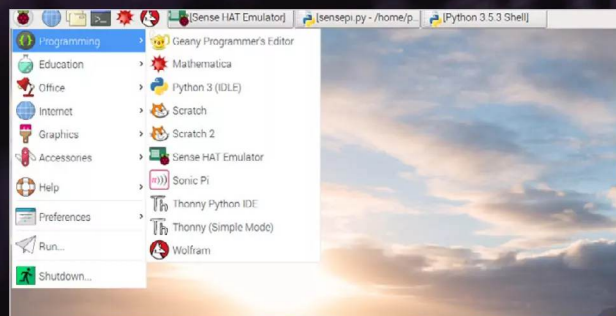 [Sense HAT Emulator]
[sensepi.py - /home/p...
[Python 3.5.3 Shell]
Programming
Education
Office
Internet
Graphics
Accessories
Help
Preferences
Run...
Shutdown...
Geany Programmer's Editor
Mathematica
Python 3 (IDLE)
Scratch
Scratch 2
Sense HAT Emulator
Sonic Pi
Thonny Python IDE
Thonny (Simple Mode)
Wolfram